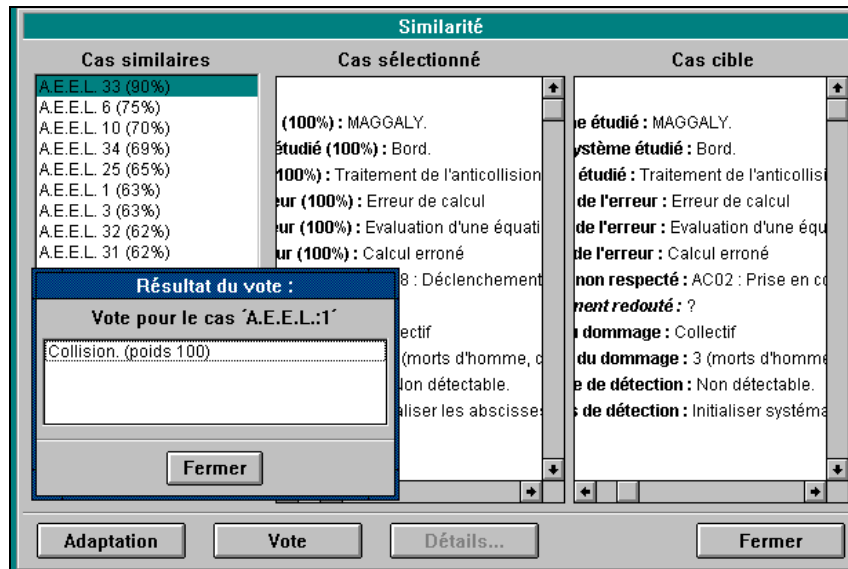 Similarité
Cas similaires
A.E.E.L. 33 (90%)
A.E.E.L. 6 (75%)
A.E.E.L. 10 (70%)
A.E.E.L. 34 (69%)
A.E.E.L. 25 (65%)
A.E.E.L. 1 (63%)
A.E.E.L. 3 (63%)
A.E.E.L. 32 (62%)
A.E.E.L. 31 (62%)
Cas sélectionné
(100%) : MAGGALY.
étudié (100%) : Bord.
100%) : Traitement de l'anticollision
eur (100%) : Erreur de calcul
ur (100%) : Evaluation d'une équati
ur (100%) : Calcul erroné
8 : Déclenchement
ectif
(morts d'homme, c
Non détectable.
aliser les abscisse
Cas cible
e étudié : MAGGALY.
ystème étudié : Bord.
étudié : Traitement de l'anticollisi
de l'erreur : Erreur de calcul
de l'erreur : Evaluation d'une équ
de l'erreur : Calcul erroné
non respecté : AC02 : Prise en co
ment redouté : ?
u dommage : Collectif
du dommage : 3 (morts d'homme
e de détection : Non détectable.
s de détection : Initialiser systéma
Résultat du vote :
Vote pour le cas ´A.E.E.L.:1´
Collision. (poids 100)
Fermer
Adaptation
Vote
Détails...
Fermer